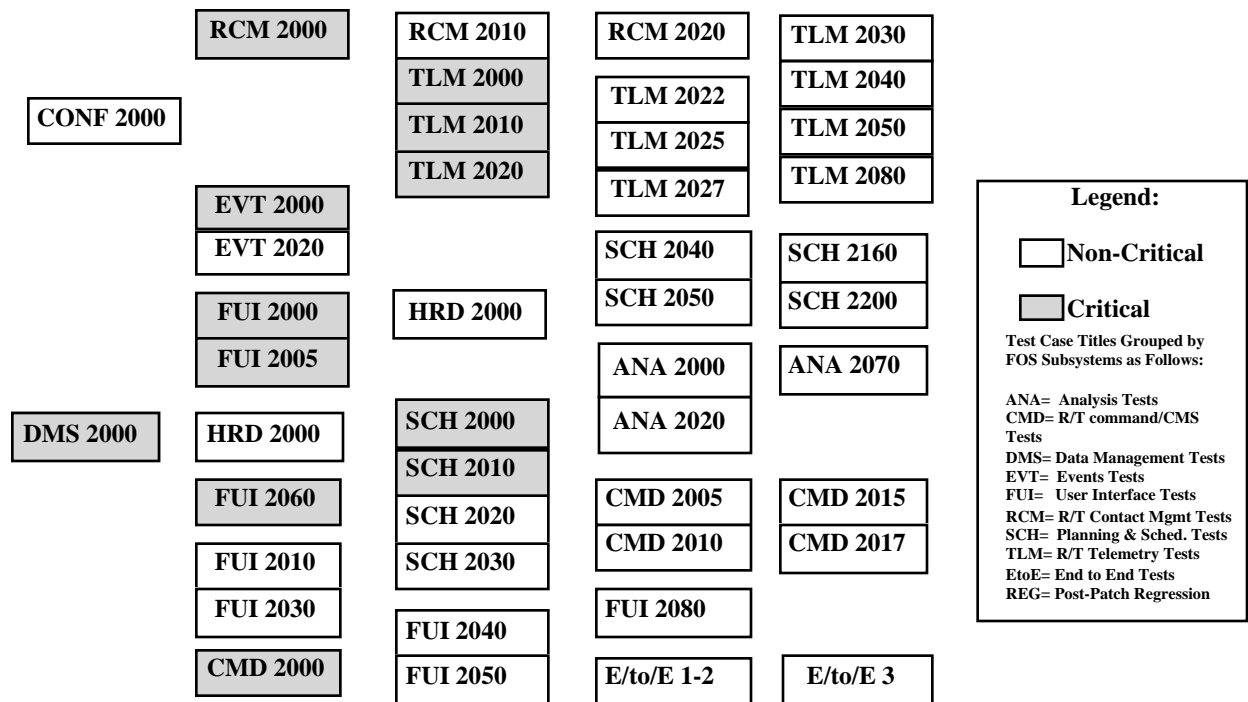 CONF 2000
DMS 2000
RCM 2000
EVT 2000
EVT 2020
FUI 2000
FUI 2005
HRD 2000
FUI 2060
FUI 2010
FUI 2030
CMD 2000
RCM 2010
TLM 2000
TLM 2010
TLM 2020
HRD 2000
SCH 2000
SCH 2010
SCH 2020
SCH 2030
FUI 2040
FUI 2050
RCM 2020
TLM 2022
TLM 2025
TLM 2027
SCH 2040
SCH 2050
ANA 2000
ANA 2020
CMD 2005
CMD 2010
FUI 2080
E/to/E 1-2
TLM 2030
TLM 2040
TLM 2050
TLM 2080
SCH 2160
SCH 2200
ANA 2070
CMD 2015
CMD 2017
E/to/E 3
Legend:
Non-Critical
Critical
Test Case Titles Grouped by
FOS Subsystems as Follows:
ANA= Analysis Tests
CMD= R/T command/CMS
Tests
DMS= Data Management Tests
EVT= Events Tests
FUI= User Interface Tests
RCM= R/T Contact Mgmt Tests
SCH= Planning & Sched. Tests
TLM= R/T Telemetry Tests
EtoE= End to End Tests
REG= Post-Patch Regression